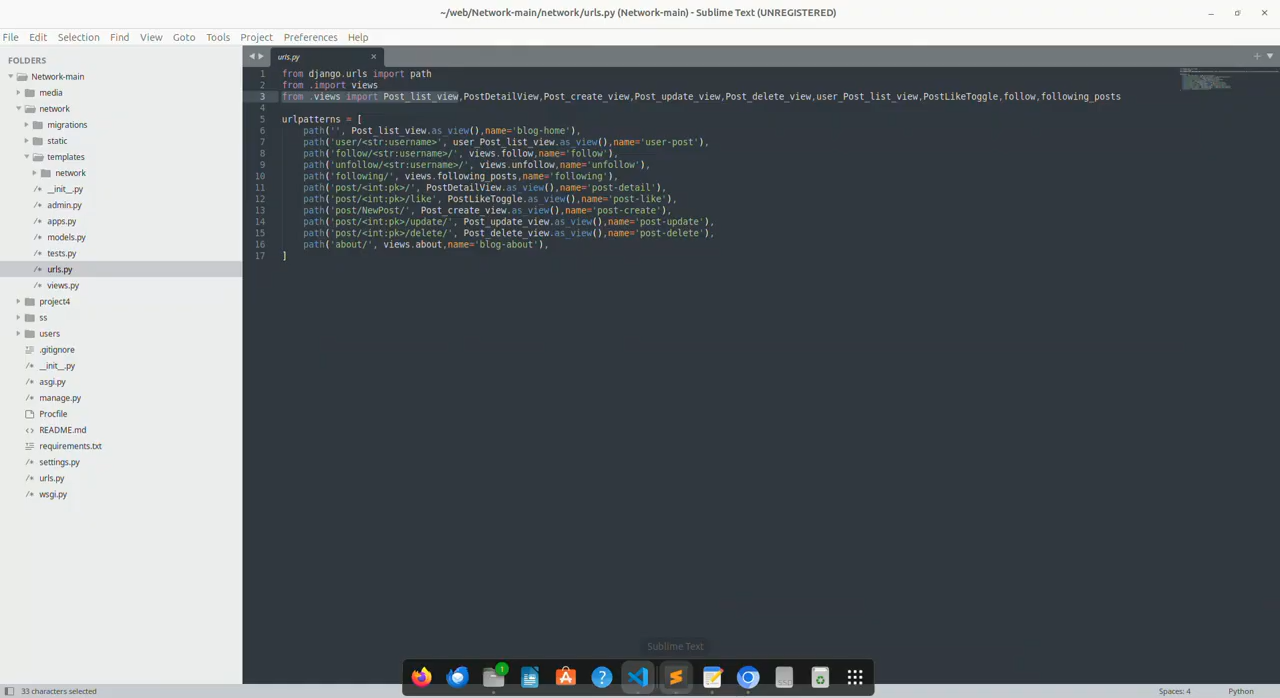 ~/web/Network-main/network/urls.py (Network-main) - Sublime Text (UNREGISTERED)
File Edit Selection Find View Goto Tools Project Preferences Help
FOLDERS
Network-main
media
network
migrations
static
templates
network
/* __init__.py
/* admin.py
/* apps.py
/* models.py
/* tests.py
/* urls.py
/* views.py
project4
ss
users
.gitignore
/* __init__.py
/* asgi.py
/* manage.py
Procfile
<> README.md
requirements.txt
/* settings.py
/* urls.py
/* wsgi.py
urls.py
1 from django.urls import path
2 from .import views
3 from .views import Post_list_view,PostDetailView,Post_create_view,Post_update_view,Post_delete_view,user_Post_list_view,PostLikeToggle,follow,following_posts
4
5 urlpatterns = [
6 path('', Post_list_view.as_view(),name='blog-home'),
7 path('user/<str:username>', user_Post_list_view.as_view(),name='user-post'),
8 path('follow/<str:username>/', views.follow,name='follow'),
9 path('unfollow/<str:username>/', views.unfollow,name='unfollow'),
10 path('following/', views.following_posts,name='following'),
11 path('post/<int:pk>/', PostDetailView.as_view(),name='post-detail'),
12 path('post/<int:pk>/like', PostLikeToggle.as_view(),name='post-like'),
13 path('post/NewPost/', Post_create_view.as_view(),name='post-create'),
14 path('post/<int:pk>/update/', Post_update_view.as_view(),name='post-update'),
15 path('post/<int:pk>/delete/', Post_delete_view.as_view(),name='post-delete'),
16 path('about/', views.about,name='blog-about'),
17 ]
Sublime Text
1
SSD
33 characters selected
Spaces: 4
Python